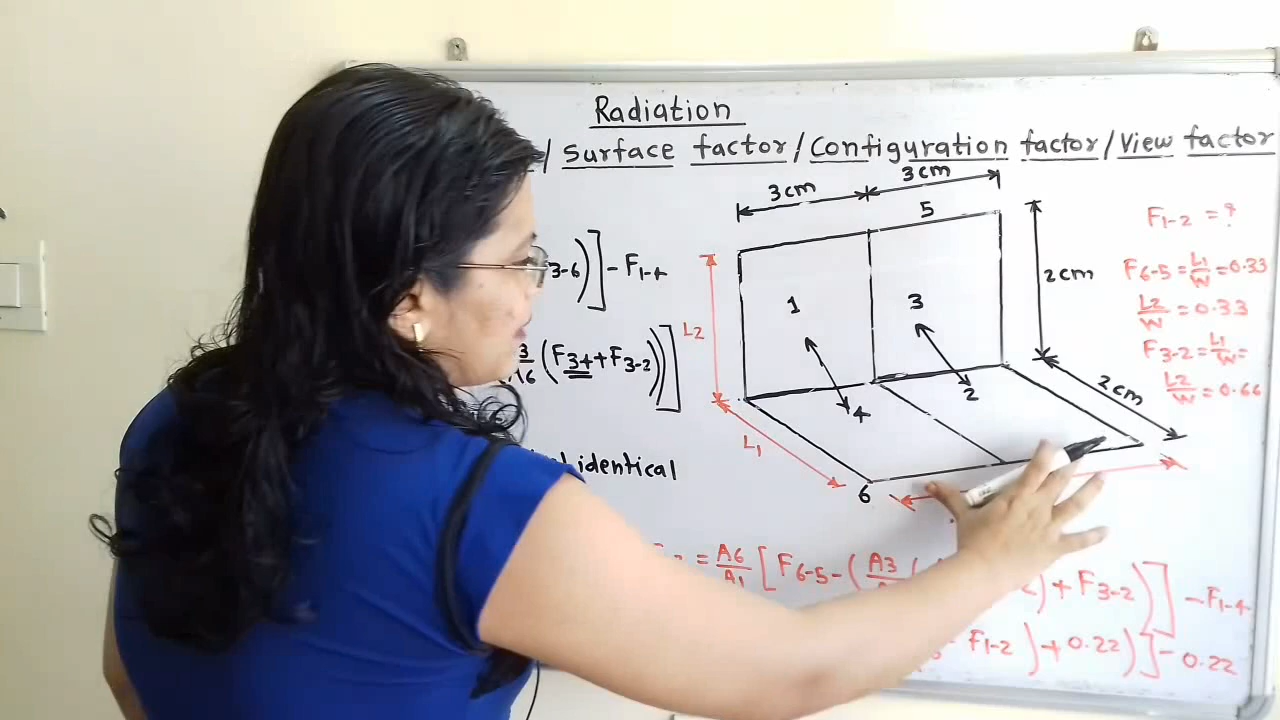 Radiation
/ Surface factor / Configuration factor / View factor
3cm
3cm
5
F1-2 = ?
3-6))] - F1-4
1
3
2cm
F6-5 = L1/W = 0.33
L2/W = 0.33
L2
F3-2 = L1/W =
(F34 + F3-2))]
2cm
L2/W = 0.66
4
2
L1
identical
6
= A6/A1 [F6-5 - (A3/
) + F3-2)] - F1-4
- F1-2) + 0.22)] - 0.22